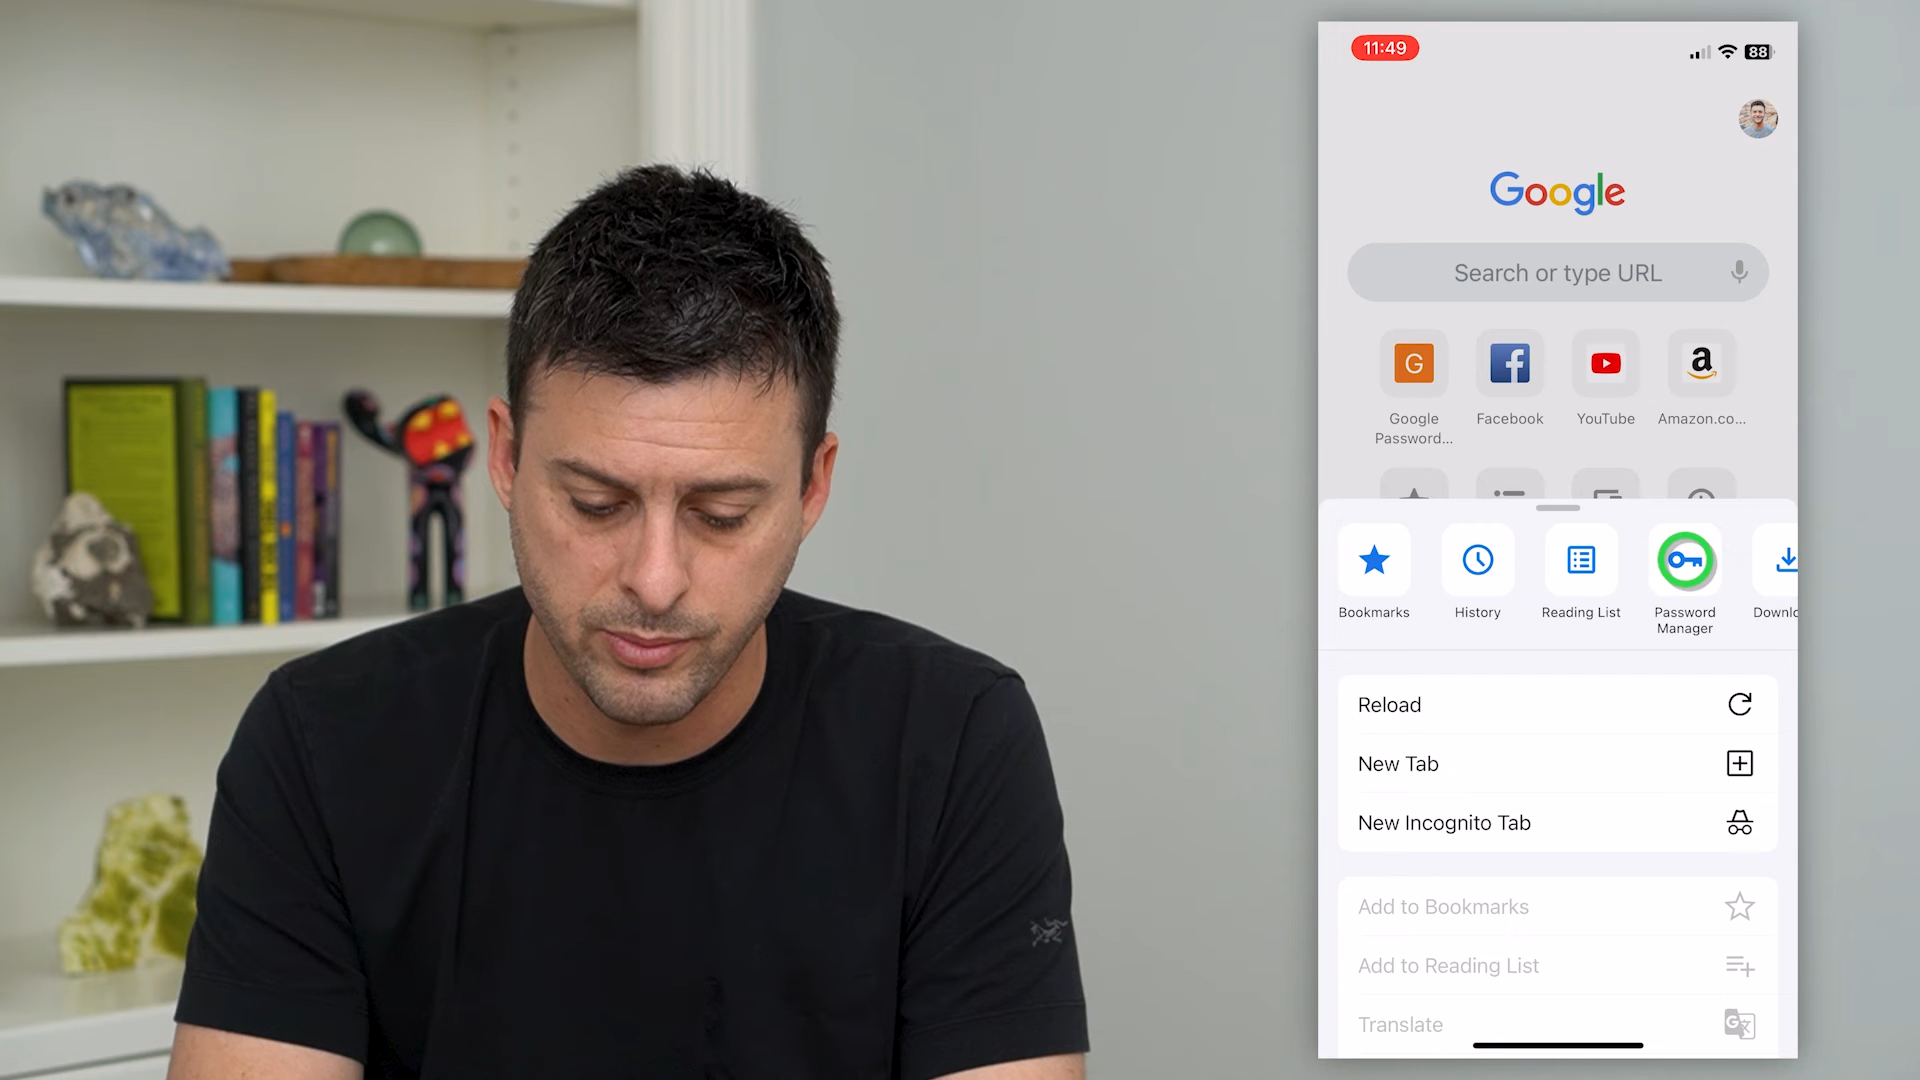 11:49
88
Google
Search or type URL
G
a
Google
Password...
Facebook
YouTube
Amazon.co...
Bookmarks
History
Reading List
Password
Manager
Downlo
Reload
New Tab
New Incognito Tab
Add to Bookmarks
Add to Reading List
Translate